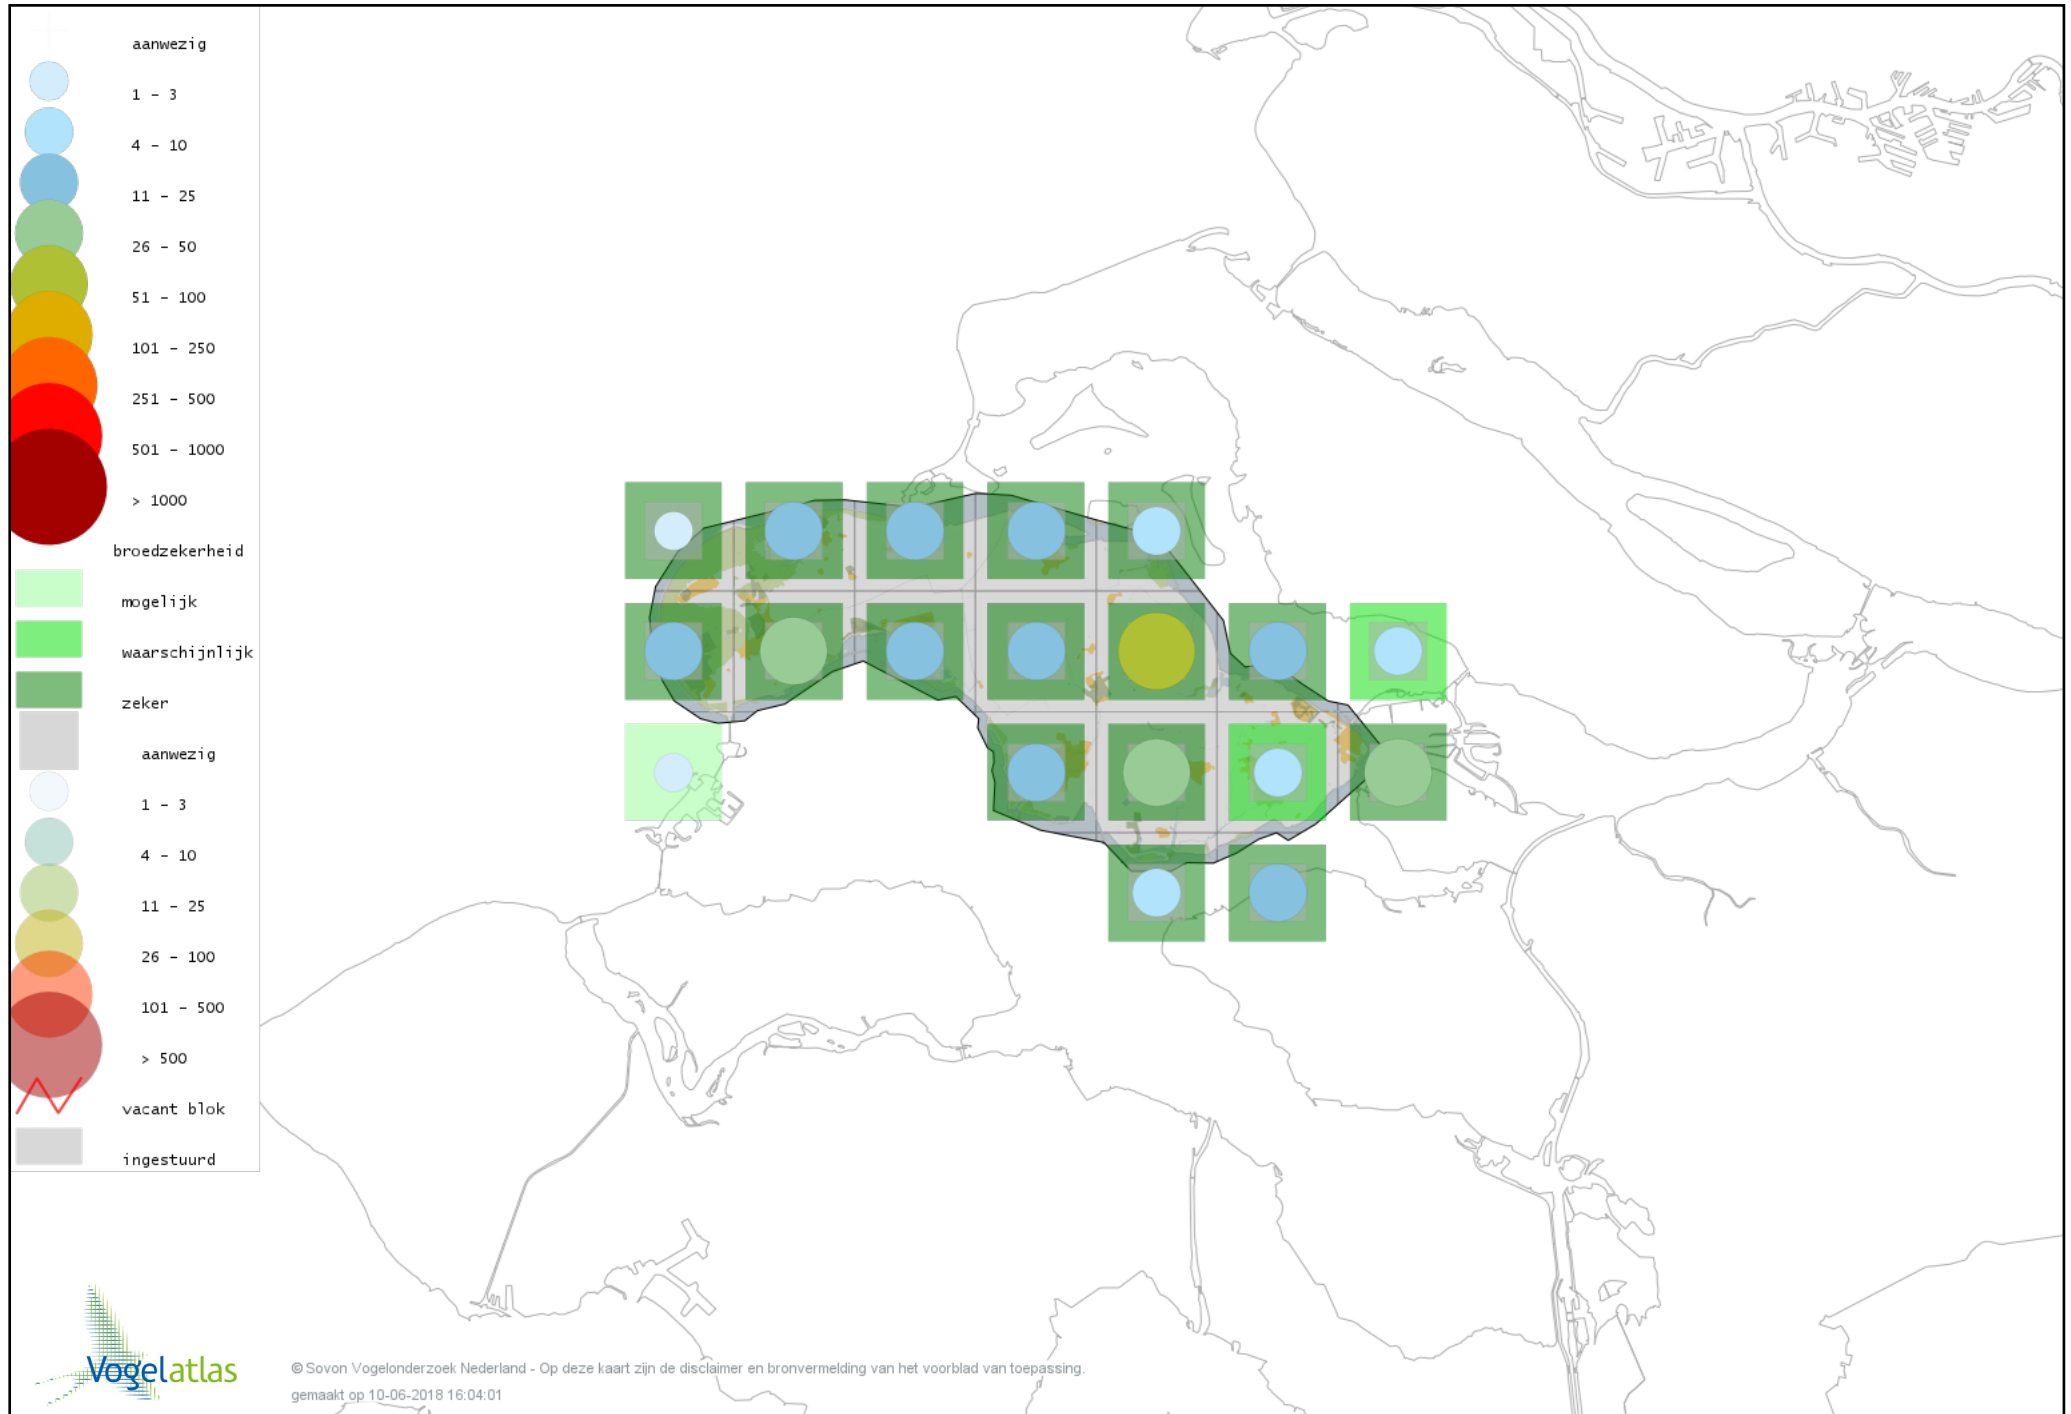 aanwezig
1 - 3
4 - 10
11 - 25
26 - 50
51 - 100
101 - 250
251 - 500
501 - 1000
> 1000
broedzekerheid
mogelijk
waarschijnlijk
zeker
aanwezig
1 - 3
4 - 10
11 - 25
26 - 100
101 - 500
> 500
vacant blok
ingestuurd
Vogelatlas
© Sovon Vogelonderzoek Nederland - Op deze kaart zijn de disclaimer en bronvermelding van het voorblad van toepassing.
gemaakt op 10-06-2018 16:04:01